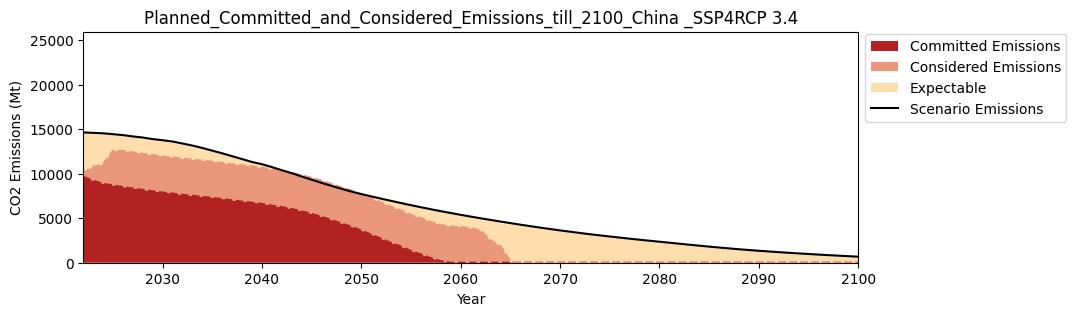 Planned_Committed_and_Considered_Emissions_till_2100_China _SSP4RCP 3.4
25000
20000
15000
10000
5000
0
CO2 Emissions (Mt)
2030 2040 2050 2060 2070 2080 2090 2100
Year
Committed Emissions
Considered Emissions
Expectable
Scenario Emissions